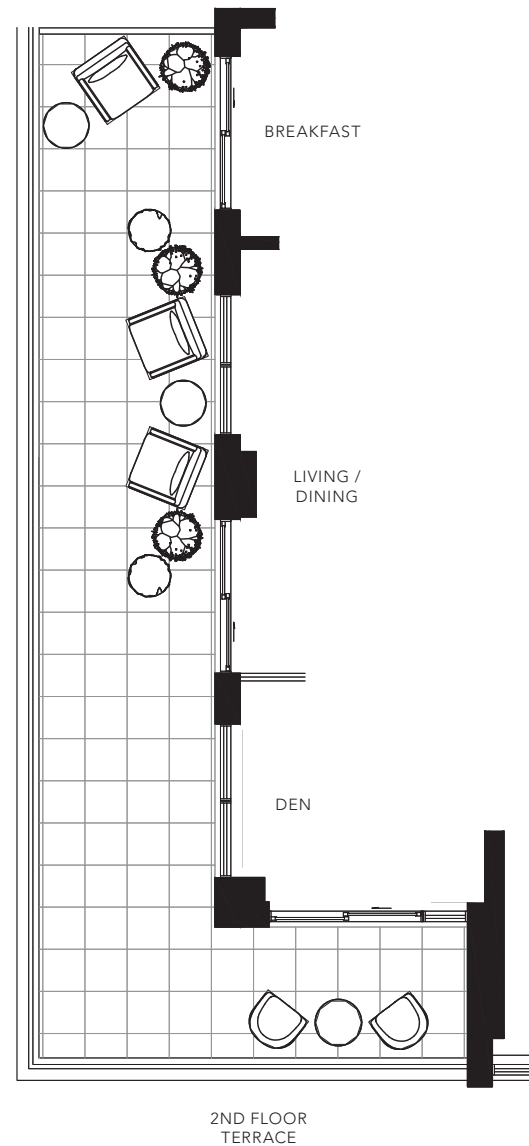 BREAKFAST
LIVING /
DINING
DEN
2ND FLOOR
TERRACE